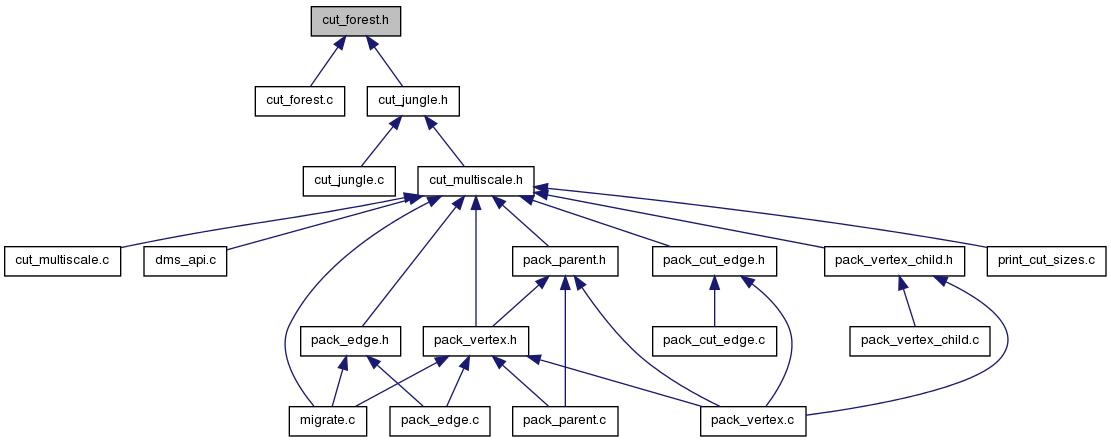 cut_forest.h
cut_forest.c
cut_jungle.h
cut_jungle.c
cut_multiscale.h
cut_multiscale.c
dms_api.c
pack_parent.h
pack_cut_edge.h
pack_vertex_child.h
print_cut_sizes.c
pack_edge.h
pack_vertex.h
pack_cut_edge.c
pack_vertex_child.c
migrate.c
pack_edge.c
pack_parent.c
pack_vertex.c